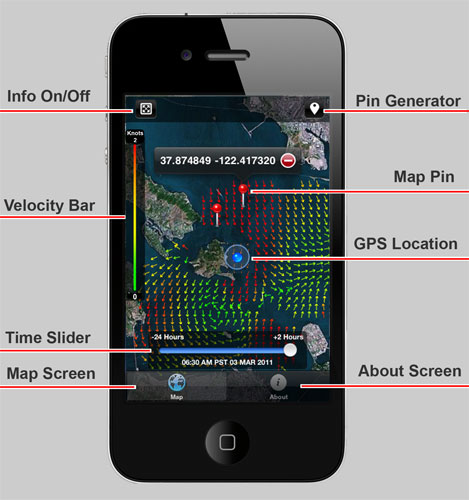 Info On/Off
Pin Generator
Knots
2
37.874849 -122.417320
Map Pin
Velocity Bar
GPS Location
0
Time Slider
-24 Hours
+2 Hours
06:30 AM PST 03 MAR 2011
Map Screen
About Screen
Map
i
About